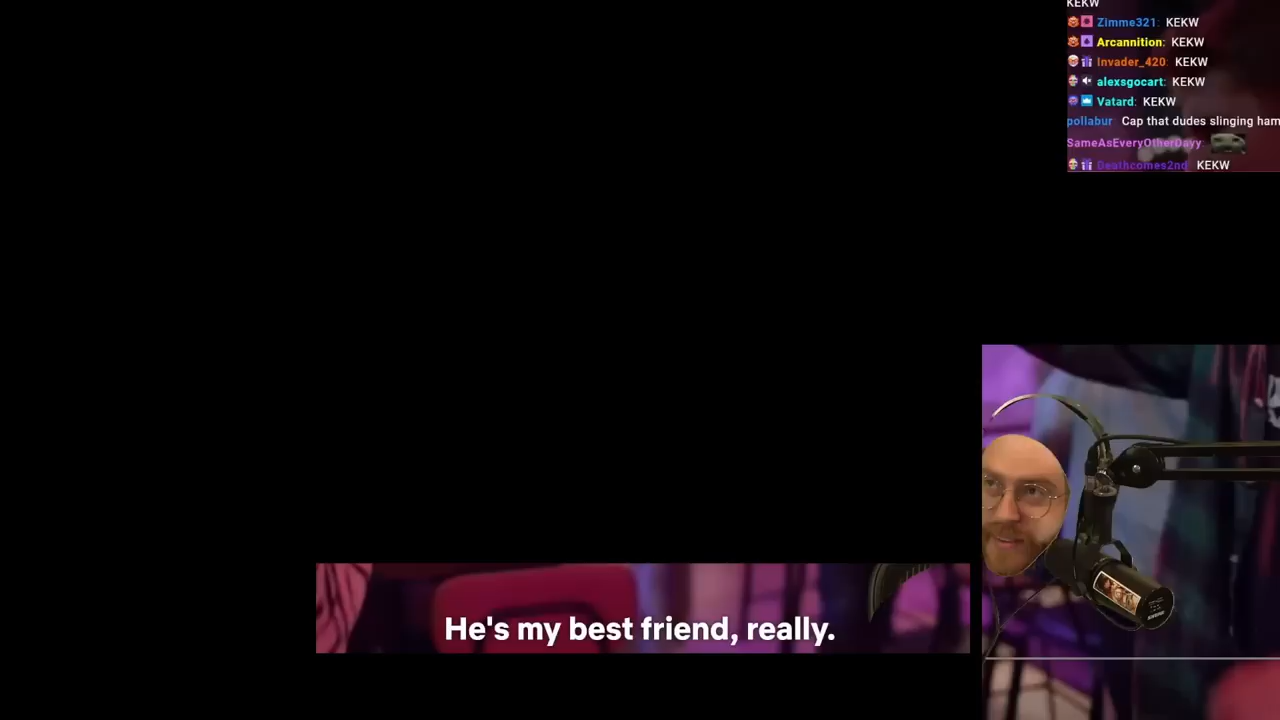 KEKW
Zimme321: KEKW
Arcannition: KEKW
Invader_420: KEKW
alexsgocart: KEKW
Vatard: KEKW
pollabur: Cap that dudes slinging ham
SameAsEveryOtherDayy:
Deathcomes2nd: KEKW
He's my best friend, really.